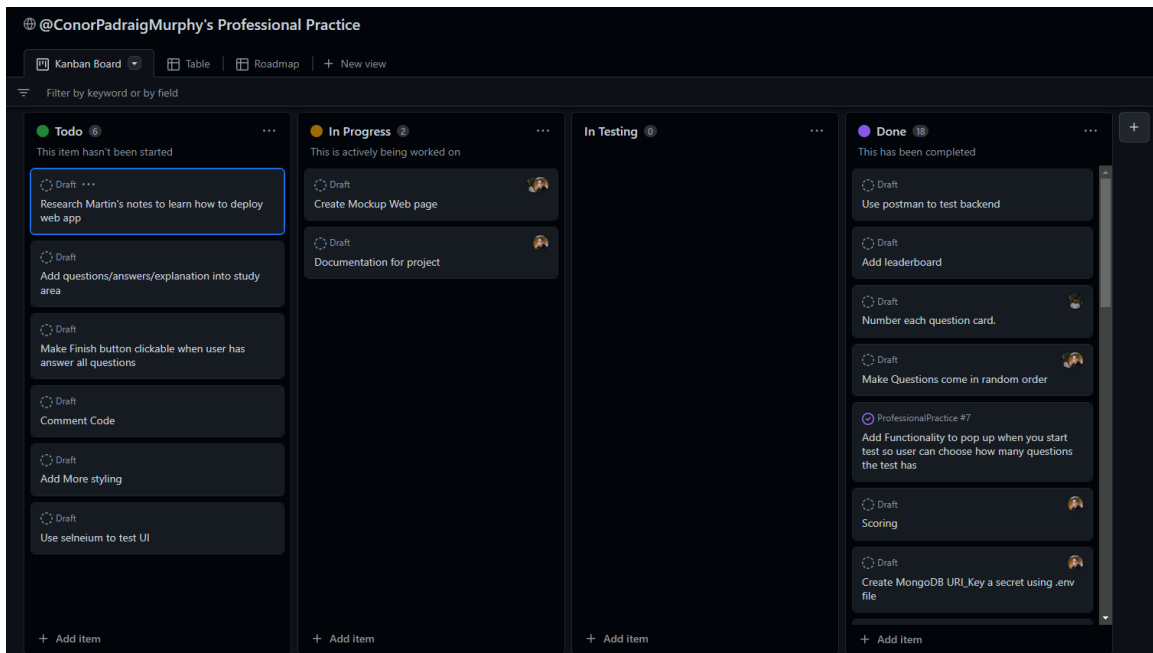 @ConorPadraigMurphy's Professional Practice
Kanban Board
Table
Roadmap
+ New view
Filter by keyword or by field
Todo 6
This item hasn't been started
Draft
Research Martin's notes to learn how to deploy
web app
Draft
Add questions/answers/explanation into study
area
Draft
Make Finish button clickable when user has
answer all questions
Draft
Comment Code
Draft
Add More styling
Draft
Use selneium to test UI
+ Add item
In Progress 2
This is actively being worked on
Draft
Create Mockup Web page
Draft
Documentation for project
+ Add item
In Testing 0
+ Add item
Done 18
This has been completed
Draft
Use postman to test backend
Draft
Add leaderboard
Draft
Number each question card.
Draft
Make Questions come in random order
ProfessionalPractice #7
Add Functionality to pop up when you start
test so user can choose how many questions
the test has
Draft
Scoring
Draft
Create MongoDB URI_Key a secret using .env
file
+ Add item
+